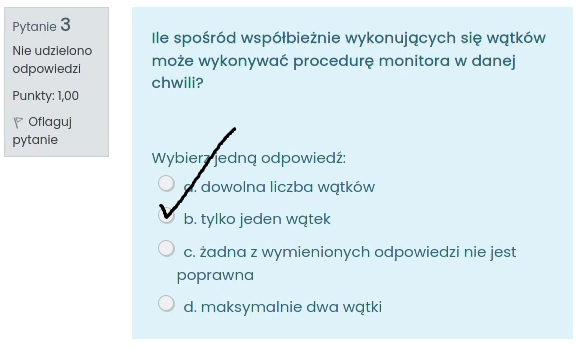 Pytanie 3
Nie udzielono
odpowiedzi
Punkty: 1,00
Oflaguj
pytanie
Ile spośród współbieżnie wykonujących się wątków
może wykonywać procedurę monitora w danej
chwili?
Wybierz jedną odpowiedź:
a. dowolna liczba wątków
b. tylko jeden wątek
c. żadna z wymienionych odpowiedzi nie jest
poprawna
d. maksymalnie dwa wątki